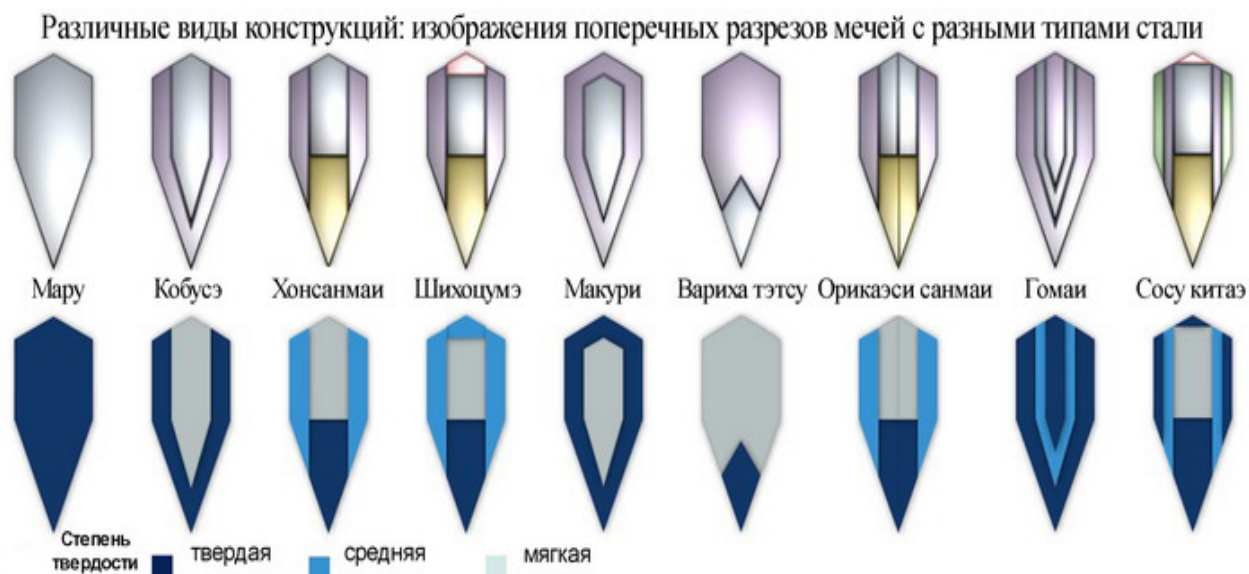 Различные виды конструкций: изображения поперечных разрезов мечей с разными типами стали
Мару Кобусэ Хонсанмаи Шихоцумэ Макури Вариха тэтсу Орикаэси санмаи Гомаи Сосу китаэ
Степень твердости твердая средняя мягкая